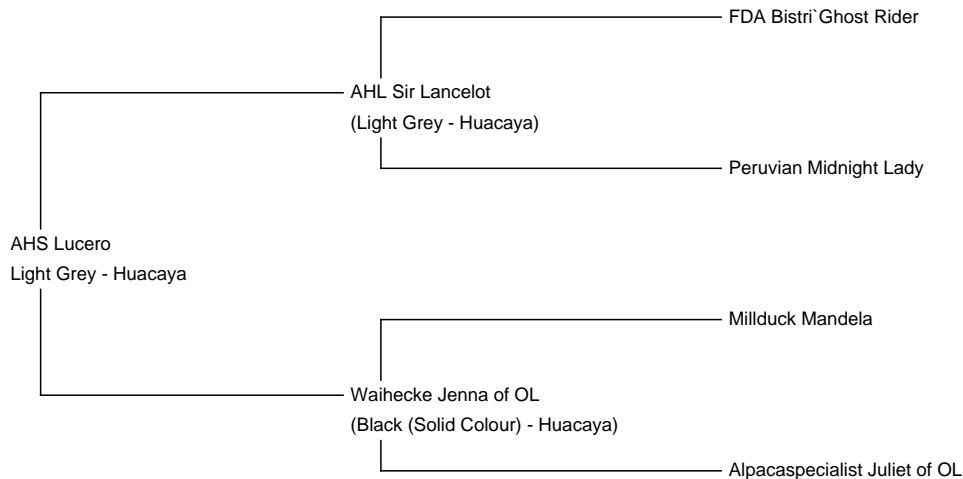 FDA Bistri`Ghost Rider
AHL Sir Lancelot
(Light Grey - Huacaya)
Peruvian Midnight Lady
AHS Lucero
Light Grey - Huacaya
Millduck Mandela
Waihecke Jenna of OL
(Black (Solid Colour) - Huacaya)
Alpacaspecialist Juliet of OL